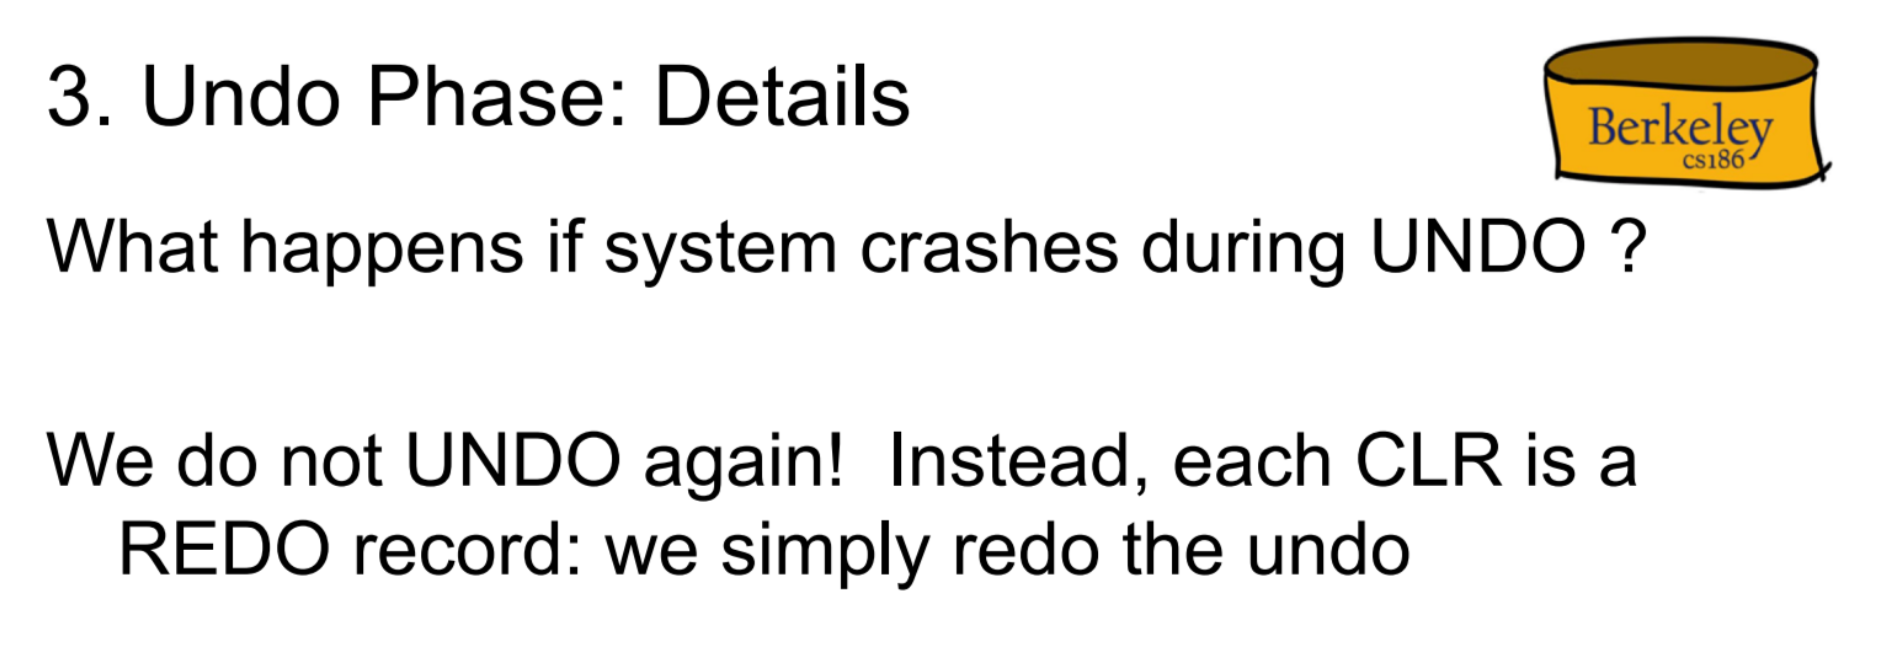 3. Undo Phase: Details
Berkeley
cs186
What happens if system crashes during UNDO ?
We do not UNDO again!  Instead, each CLR is a
REDO record: we simply redo the undo